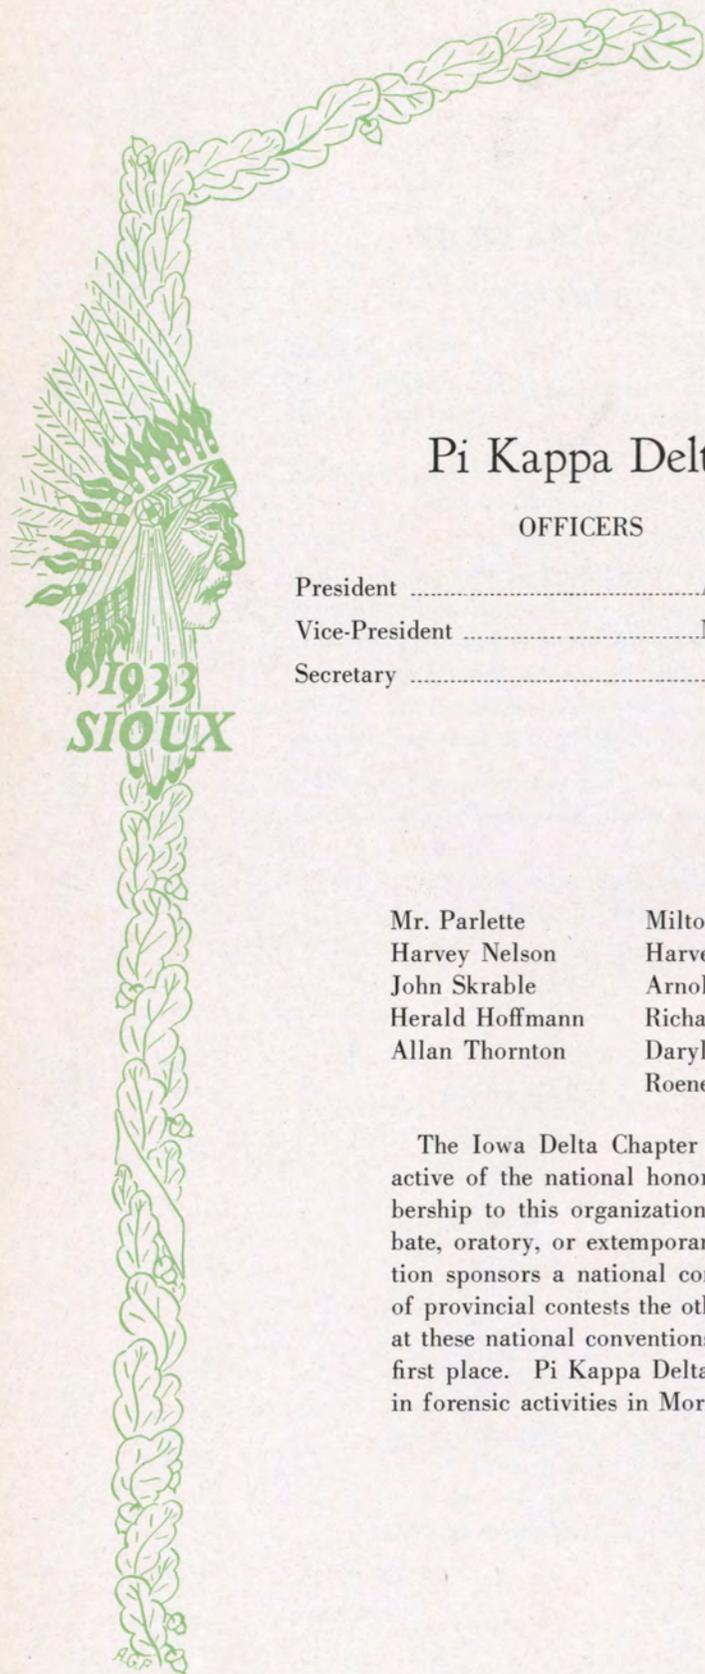 Pi Kappa Delt
OFFICERS
President
Vice-President
Secretary
1933
SIOUX
Mr. Parlette Milto
Harvey Nelson Harve
John Skrable Arnol
Herald Hoffmann Richa
Allan Thornton Daryl
Roene
The Iowa Delta Chapter
active of the national honor
bership to this organization
bate, oratory, or extemporar
tion sponsors a national co
of provincial contests the oth
at these national conventions
first place. Pi Kappa Delta
in forensic activities in Mor
A.G.P.